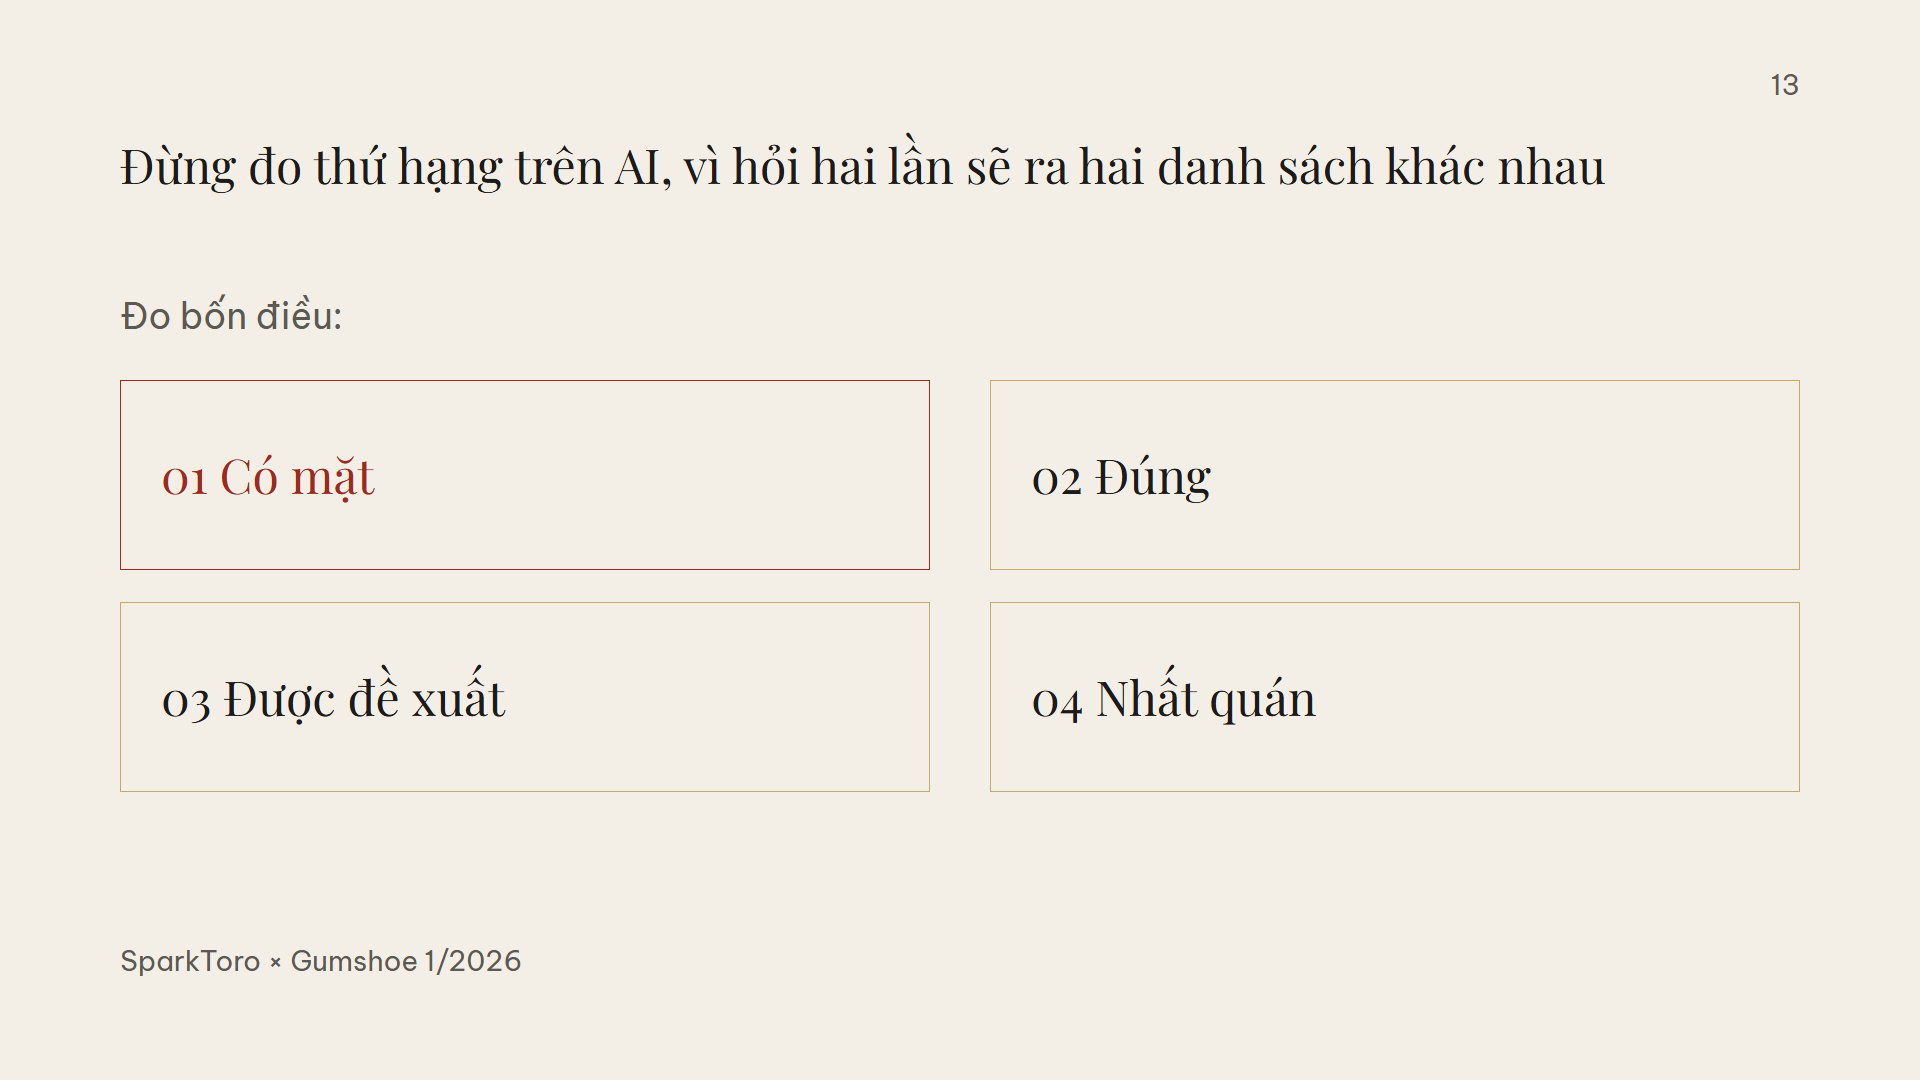 13
Đừng đo thứ hạng trên AI, vì hỏi hai lần sẽ ra hai danh sách khác nhau
Đo bốn điều:
01 Có mặt
02 Đúng
03 Được đề xuất
04 Nhất quán
SparkToro × Gumshoe 1/2026